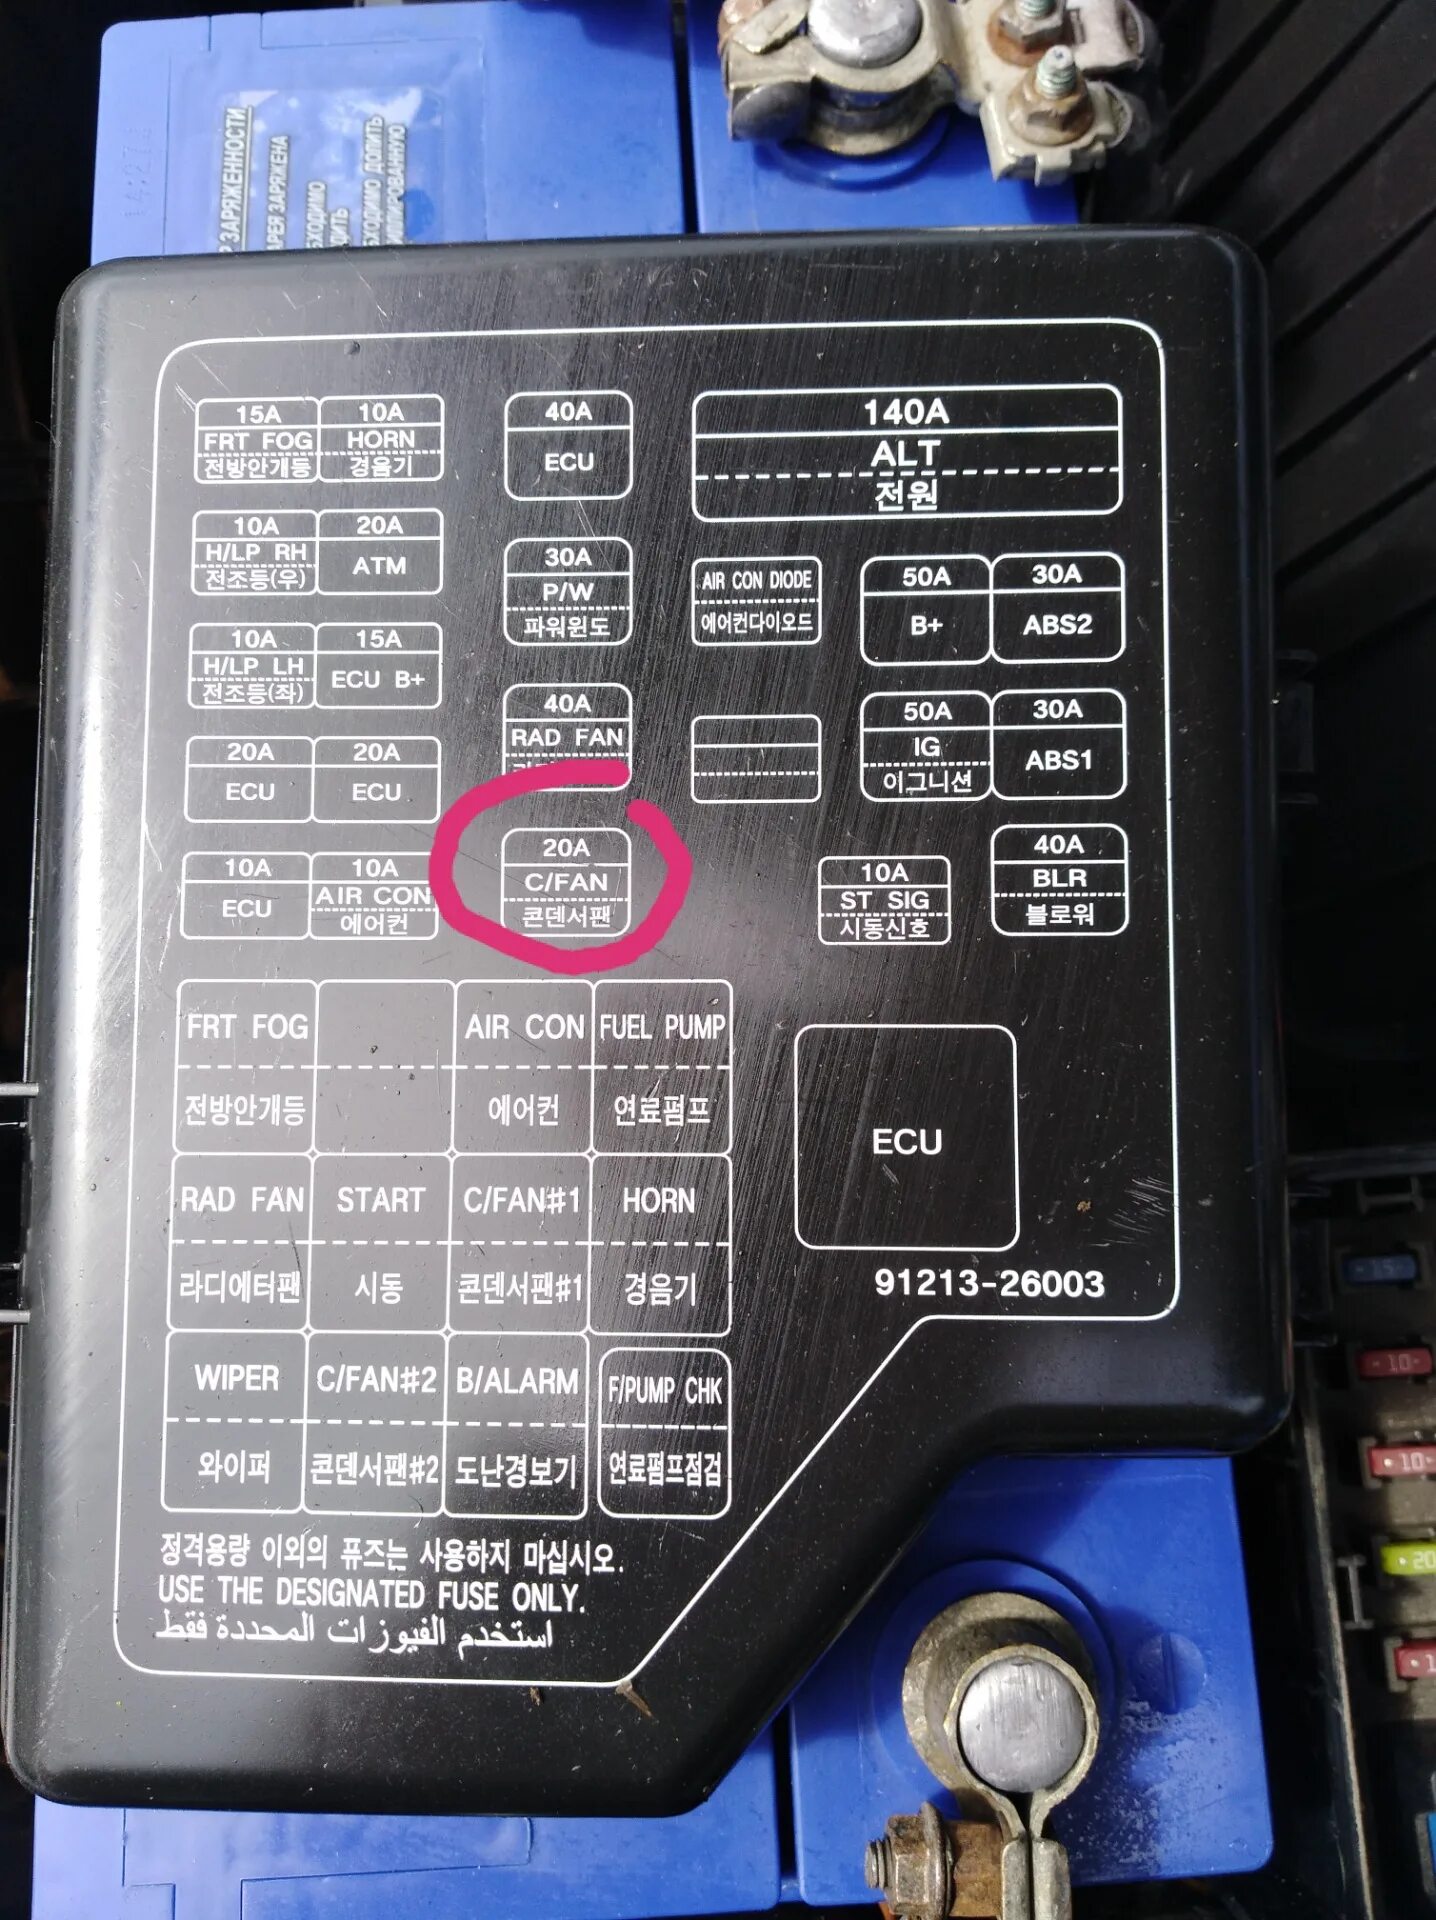 ЗАРЯЖЕННОСТИ
ЗАРЯЖЕНА
15A 10A 40A 140A
FRT FOG HORN ECU ALT
전방안개등 경음기 전원
10A 20A 30A AIR CON DIODE 50A 30A
H/LP RH ATM P/W 에어컨다이오드 B+ ABS2
전조등(우) 파워윈도
10A 15A 40A 50A 30A
H/LP LH ECU B+ RAD FAN IG ABS1
전조등(좌) 이그니션
20A 20A 20A 40A
ECU ECU C/FAN BLR
콘덴서팬 블로워
10A 10A 10A
ECU AIR CON ST SIG
에어컨 시동신호
FRT FOG AIR CON FUEL PUMP
전방안개등 에어컨 연료펌프
ECU
RAD FAN START C/FAN#1 HORN
라디에터팬 시동 콘덴서팬#1 경음기
91213-26003
WIPER C/FAN#2 B/ALARM F/PUMP CHK
와이퍼 콘덴서팬#2 도난경보기 연료펌프점검
정격용량 이외의 퓨즈는 사용하지 마십시오.
USE THE DESIGNATED FUSE ONLY.
استخدم الفيوزات المحددة فقط
15
10
10
20